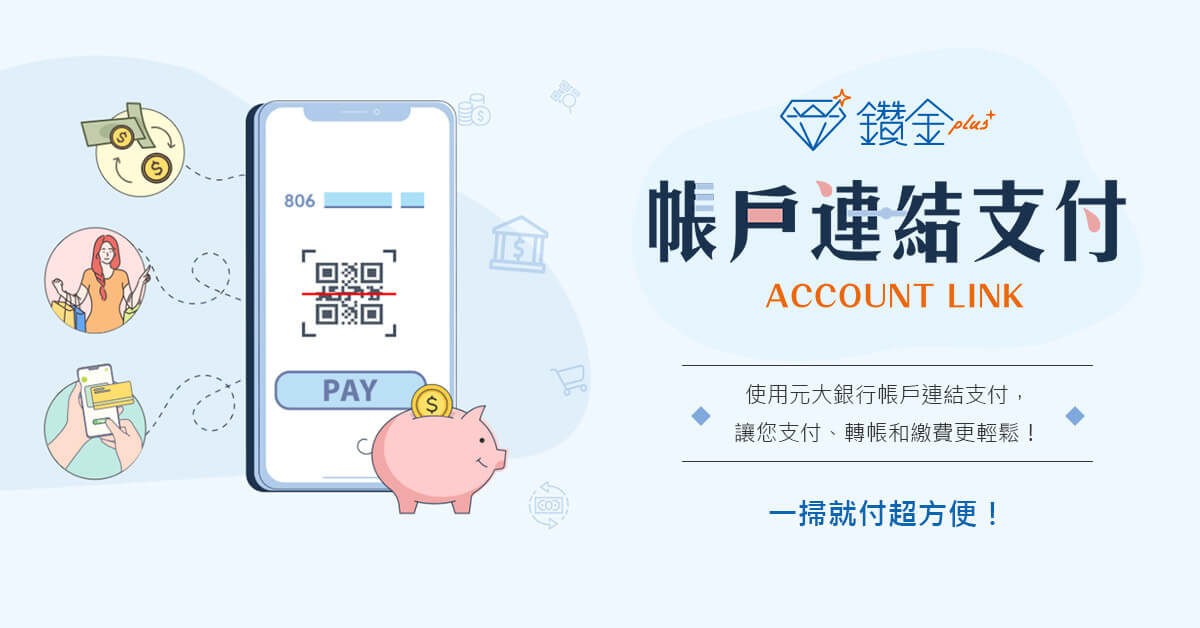 806
PAY
鑽金plus+
帳戶連結支付
ACCOUNT LINK
使用元大銀行帳戶連結支付，
讓您支付、轉帳和繳費更輕鬆！
一掃就付超方便！